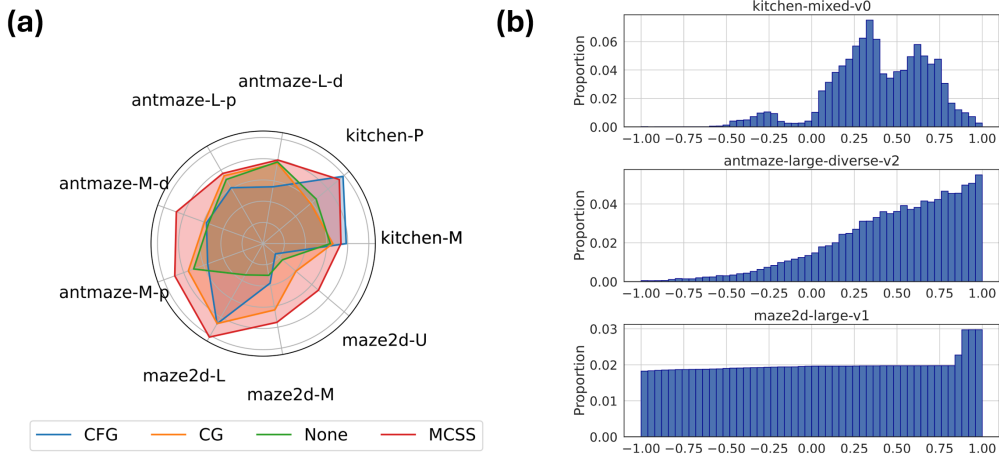 (a)
antmaze-L-d
antmaze-L-p
kitchen-P
antmaze-M-d
kitchen-M
antmaze-M-p
maze2d-U
maze2d-L
maze2d-M
CFG CG None MCSS
(b)
kitchen-mixed-v0
Proportion
0.06
0.04
0.02
0.00
−1.00 −0.75 −0.50 −0.25 0.00 0.25 0.50 0.75 1.00
antmaze-large-diverse-v2
Proportion
0.04
0.02
0.00
−1.00 −0.75 −0.50 −0.25 0.00 0.25 0.50 0.75 1.00
maze2d-large-v1
Proportion
0.03
0.02
0.01
0.00
−1.00 −0.75 −0.50 −0.25 0.00 0.25 0.50 0.75 1.00